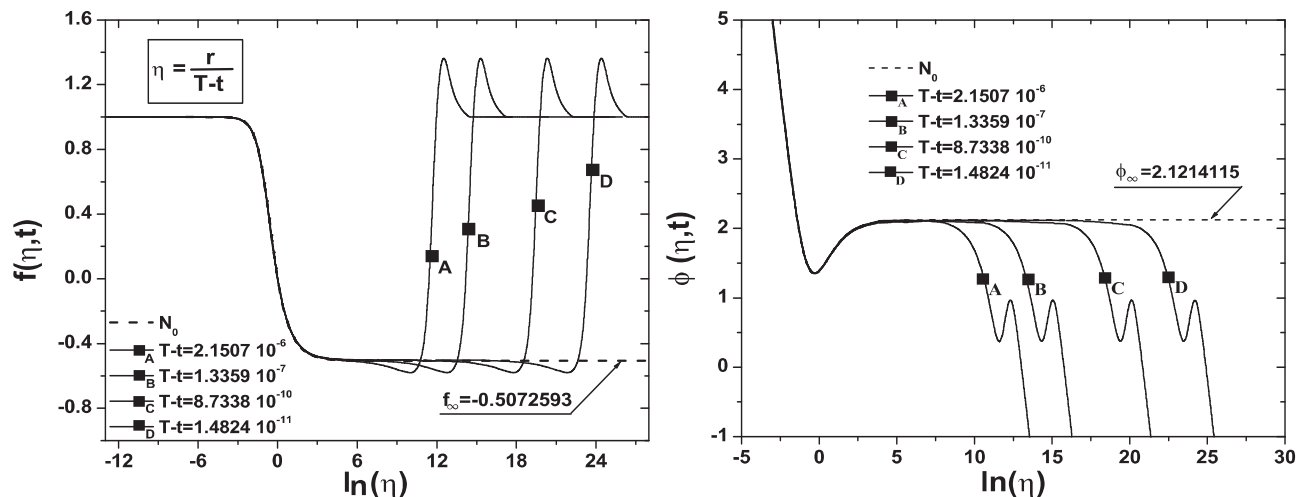 1.6
1.2
0.8
0.4
0.0
-0.4
-0.8
f(η,t)
η = r
T-t
N₀
A T-t=2.1507 10⁻⁶
B T-t=1.3359 10⁻⁷
C T-t=8.7338 10⁻¹⁰
D T-t=1.4824 10⁻¹¹
A
B
C
D
f∞=-0.5072593
-12 -6 0 6 12 18 24
ln(η)
5
4
3
2
1
0
-1
ϕ (η,t)
N₀
A T-t=2.1507 10⁻⁶
B T-t=1.3359 10⁻⁷
C T-t=8.7338 10⁻¹⁰
D T-t=1.4824 10⁻¹¹
ϕ∞=2.1214115
A
B
C
D
-5 0 5 10 15 20 25 30
ln(η)